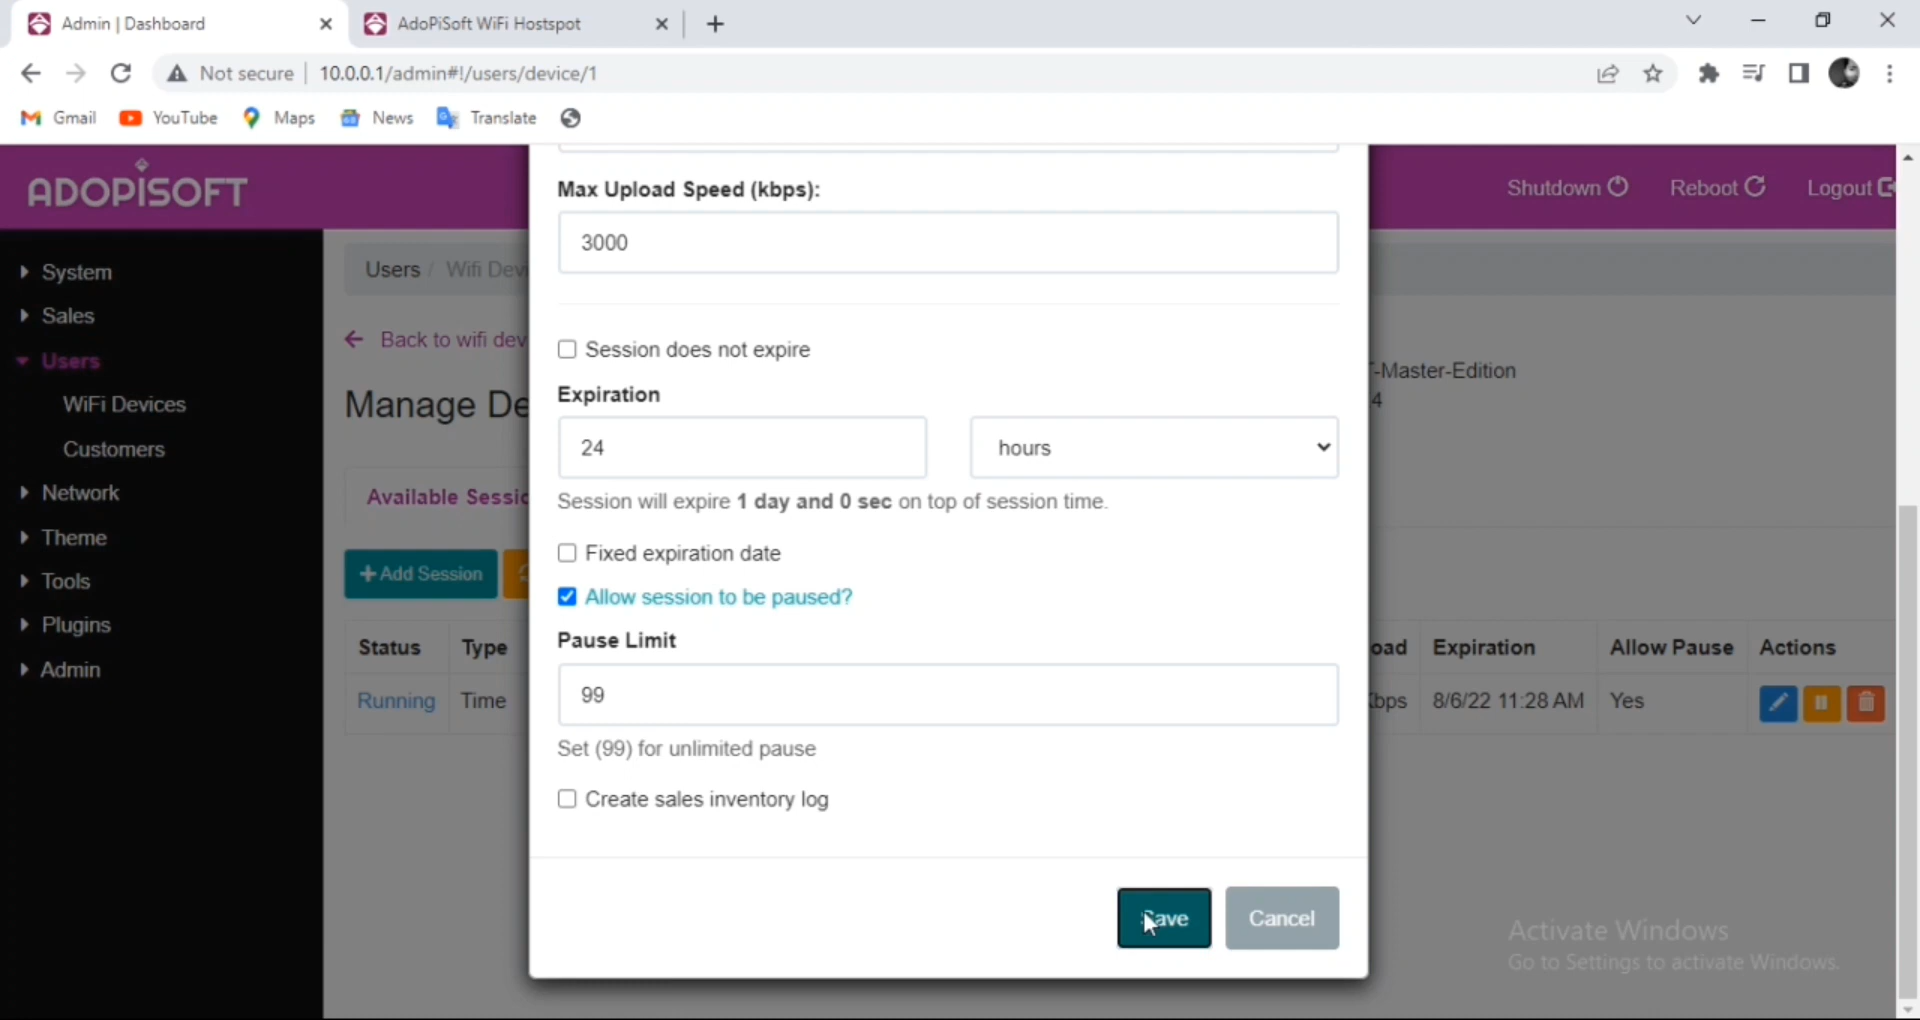 Admin | Dashboard
AdoPiSoft WiFi Hostspot
Not secure
10.0.0.1/admin#!/users/device/1
Gmail YouTube Maps News Translate
ADOPISOFT
Shutdown Reboot Logout
System
Sales
Users
WiFi Devices
Customers
Network
Theme
Tools
Plugins
Admin
Users / Wifi Devi
Back to wifi dev
Manage De
Available Sessio
+Add Session
Status Type
Running Time
Max Upload Speed (kbps):
3000
Session does not expire
Expiration
24 hours
Session will expire 1 day and 0 sec on top of session time.
Fixed expiration date
Allow session to be paused?
Pause Limit
99
Set (99) for unlimited pause
Create sales inventory log
Save Cancel
-Master-Edition
4
oad Expiration Allow Pause Actions
bps 8/6/22 11:28 AM Yes
Activate Windows
Go to Settings to activate Windows.